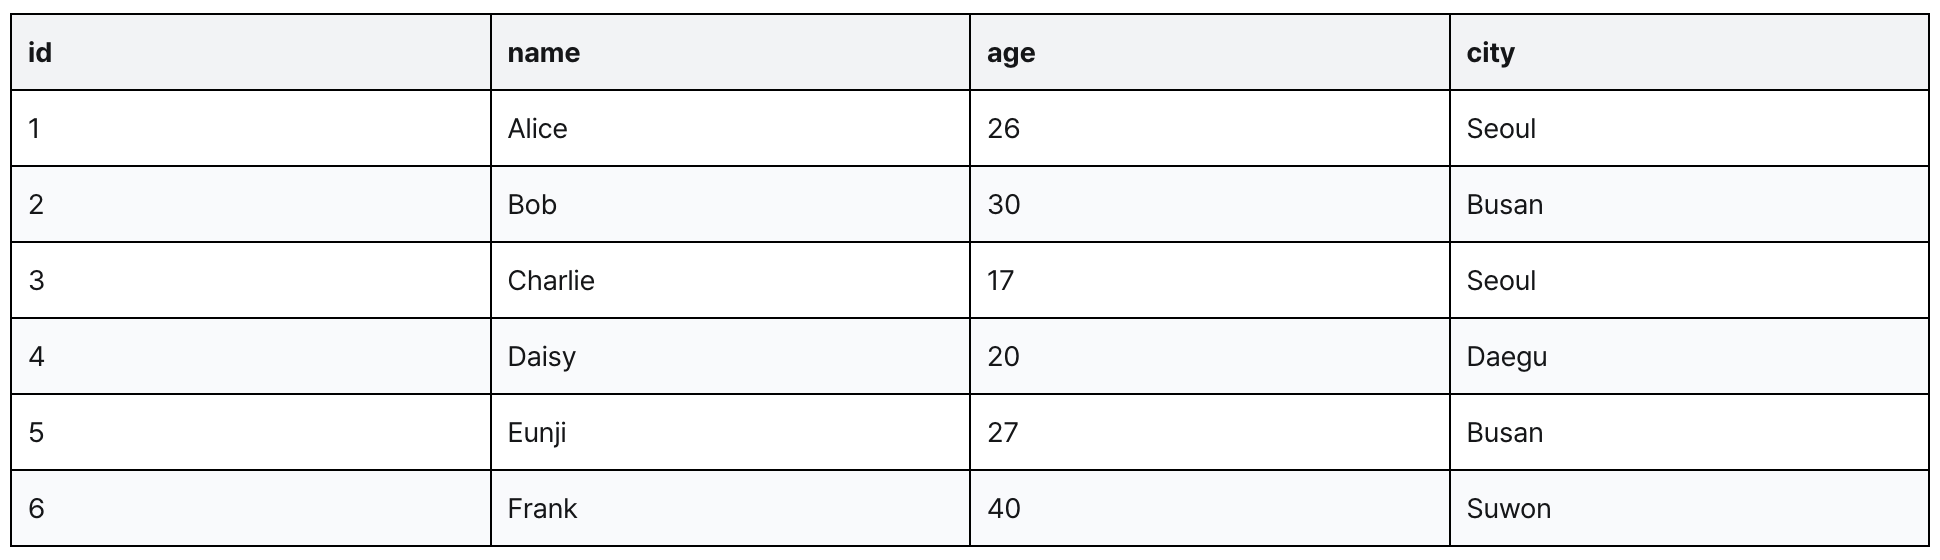 id name age city
1 Alice 26 Seoul
2 Bob 30 Busan
3 Charlie 17 Seoul
4 Daisy 20 Daegu
5 Eunji 27 Busan
6 Frank 40 Suwon